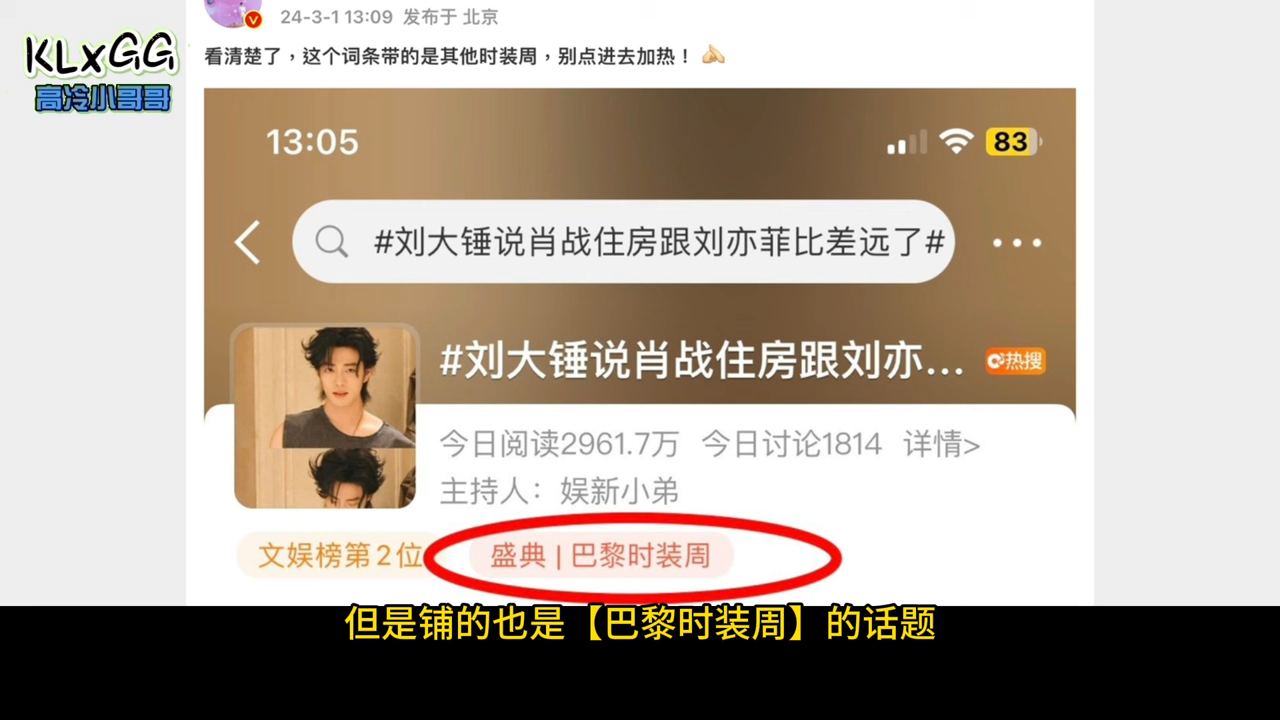 KLxGG
高冷小哥哥
24-3-1 13:09 发布于 北京
看清楚了，这个词条带的是其他时装周，别点进去加热！
13:05
83
#刘大锤说肖战住房跟刘亦菲比差远了#
#刘大锤说肖战住房跟刘亦... 热搜
今日阅读2961.7万 今日讨论1814 详情>
主持人：娱新小弟
文娱榜第2位 盛典 | 巴黎时装周
但是铺的也是【巴黎时装周】的话题